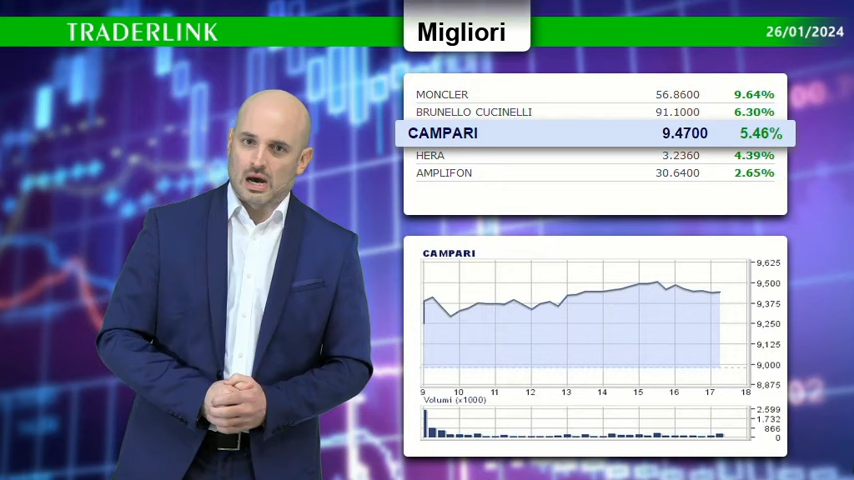 TRADERLINK
Migliori
26/01/2024
MONCLER 56.8600 9.64%
BRUNELLO CUCINELLI 91.1000 6.30%
CAMPARI 9.4700 5.46%
HERA 3.2360 4.39%
AMPLIFON 30.6400 2.65%
CAMPARI
9,625
9,500
9,375
9,250
9,125
9,000
8,875
9 10 11 12 13 14 15 16 17 18
Volumi (x1000)
2.599
1.732
866
0